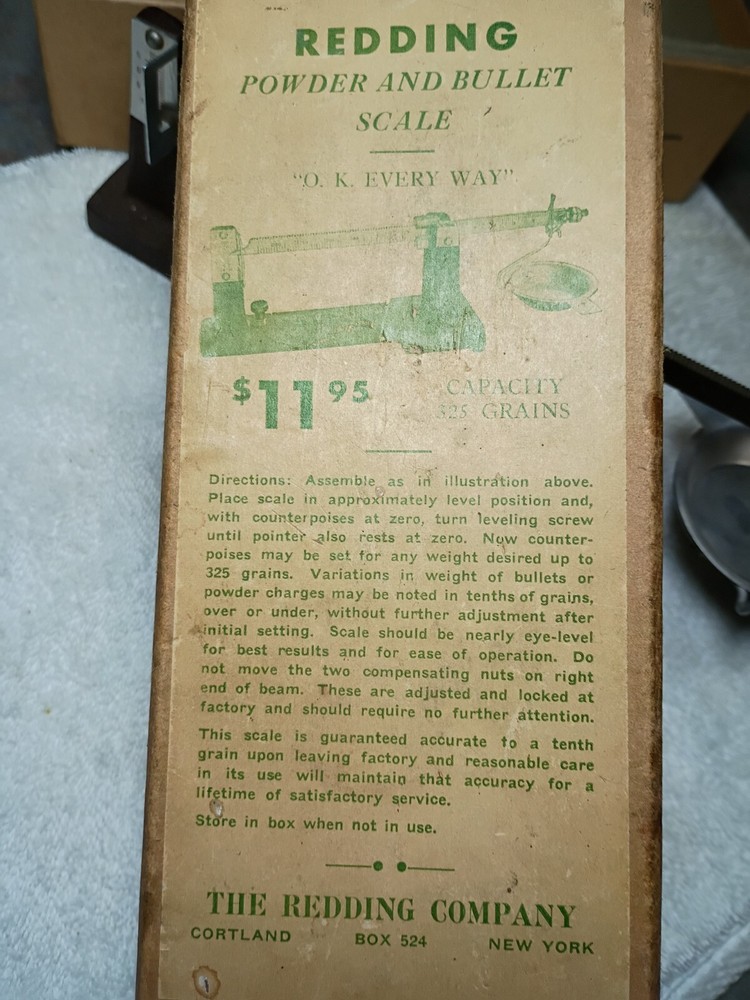 REDDING
POWDER AND BULLET
SCALE
"O. K. EVERY WAY"
$11 95
CAPACITY
325 GRAINS
Directions: Assemble as in illustration above.
Place scale in approximately level position and,
with counterpoises at zero, turn leveling screw
until pointer also rests at zero. Now counter-
poises may be set for any weight desired up to
325 grains. Variations in weight of bullets or
powder charges may be noted in tenths of grains,
over or under, without further adjustment after
initial setting. Scale should be nearly eye-level
for best results and for ease of operation. Do
not move the two compensating nuts on right
end of beam. These are adjusted and locked at
factory and should require no further attention.
This scale is guaranteed accurate to a tenth
grain upon leaving factory and reasonable care
in its use will maintain that accuracy for a
lifetime of satisfactory service.
Store in box when not in use.
THE REDDING COMPANY
CORTLAND BOX 524 NEW YORK